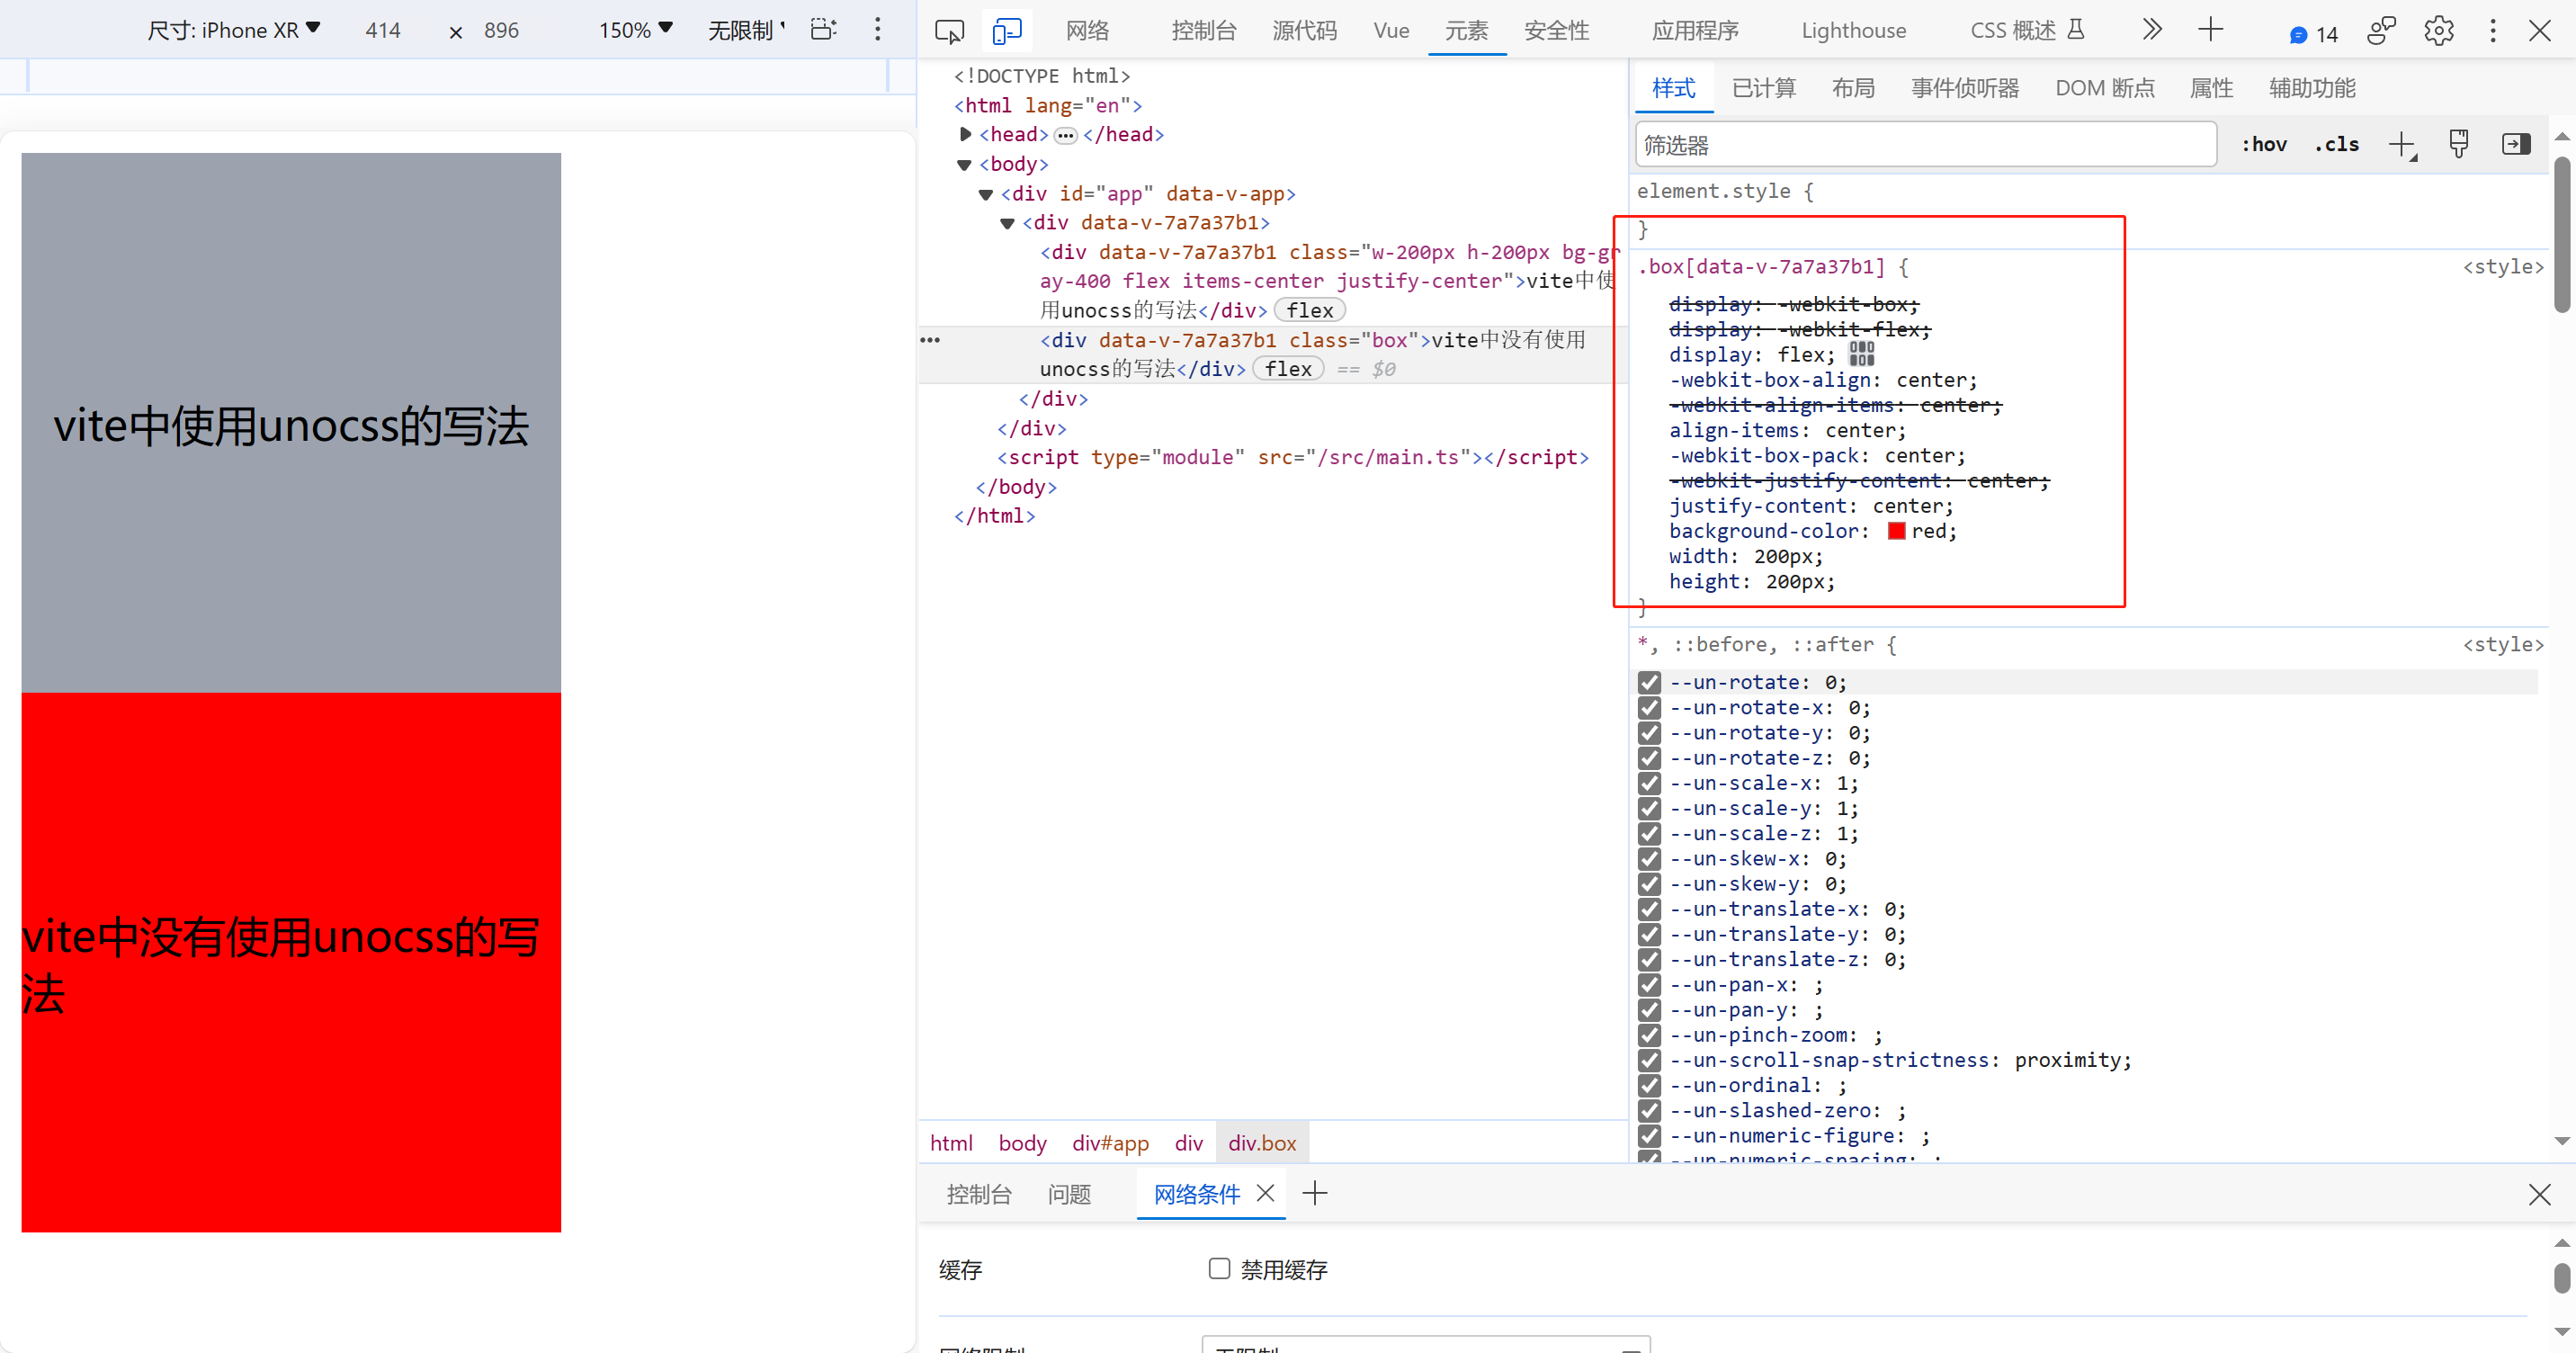 尺寸: iPhone XR 414 × 896 150% 无限制
网络 控制台 源代码 Vue 元素 安全性 应用程序 Lighthouse CSS 概述 14
vite中使用unocss的写法
vite中没有使用unocss的写
法
<!DOCTYPE html>
<html lang="en">
<head>…</head>
<body>
<div id="app" data-v-app>
<div data-v-7a7a37b1>
<div data-v-7a7a37b1 class="w-200px h-200px bg-gr
ay-400 flex items-center justify-center">vite中使
用unocss的写法</div> flex
<div data-v-7a7a37b1 class="box">vite中没有使用
unocss的写法</div> flex == $0
</div>
</div>
<script type="module" src="/src/main.ts"></script>
</body>
</html>
html body div#app div div.box
样式 已计算 布局 事件侦听器 DOM 断点 属性 辅助功能
筛选器 :hov .cls
element.style {
}
.box[data-v-7a7a37b1] { <style>
display: -webkit-box;
display: -webkit-flex;
display: flex;
-webkit-box-align: center;
-webkit-align-items: center;
align-items: center;
-webkit-box-pack: center;
-webkit-justify-content: center;
justify-content: center;
background-color: red;
width: 200px;
height: 200px;
}
*, ::before, ::after { <style>
--un-rotate: 0;
--un-rotate-x: 0;
--un-rotate-y: 0;
--un-rotate-z: 0;
--un-scale-x: 1;
--un-scale-y: 1;
--un-scale-z: 1;
--un-skew-x: 0;
--un-skew-y: 0;
--un-translate-x: 0;
--un-translate-y: 0;
--un-translate-z: 0;
--un-pan-x: ;
--un-pan-y: ;
--un-pinch-zoom: ;
--un-scroll-snap-strictness: proximity;
--un-ordinal: ;
--un-slashed-zero: ;
--un-numeric-figure: ;
--un-numeric-spacing: ;
控制台 问题 网络条件
缓存 禁用缓存
网络限制 无限制